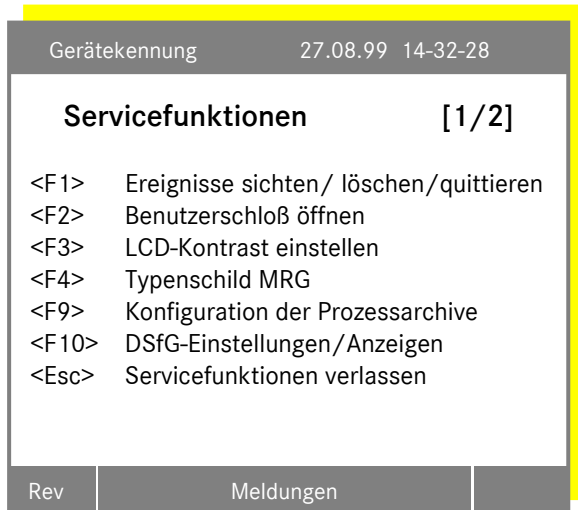 Gerätekennung 27.08.99 14-32-28
Servicefunktionen [1/2]
<F1> Ereignisse sichten/ löschen/quittieren
<F2> Benutzerschloß öffnen
<F3> LCD-Kontrast einstellen
<F4> Typenschild MRG
<F9> Konfiguration der Prozessarchive
<F10> DSfG-Einstellungen/Anzeigen
<Esc> Servicefunktionen verlassen
Rev Meldungen